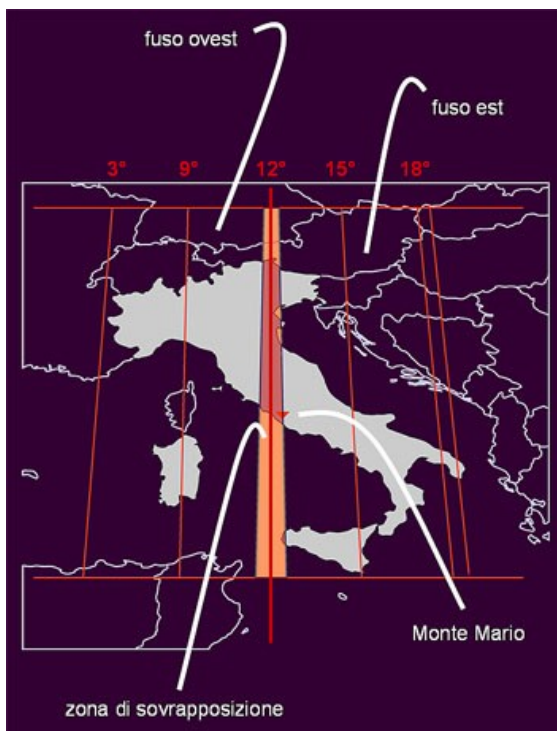 fuso ovest
fuso est
3° 9° 12° 15° 18°
Monte Mario
zona di sovrapposizione